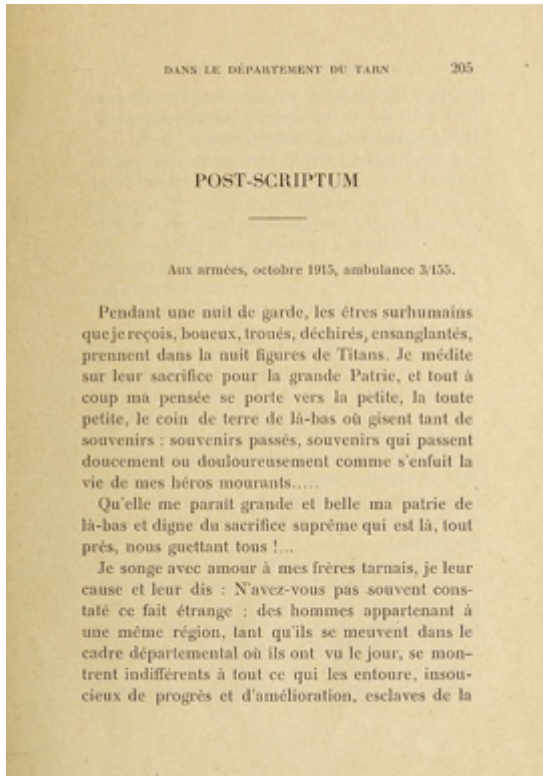 DANS LE DÉPARTEMENT DU TARN 205
POST-SCRIPTUM
Aux armées, octobre 1915, ambulance 3/155.
Pendant une nuit de garde, les êtres surhumains
que je reçois, boueux, troués, déchirés, ensanglantés,
prennent dans la nuit figures de Titans. Je médite
sur leur sacrifice pour la grande Patrie, et tout à
coup ma pensée se porte vers la petite, la toute
petite, le coin de terre de là-bas où gisent tant de
souvenirs : souvenirs passés, souvenirs qui passent
doucement ou douloureusement comme s'enfuit la
vie de mes héros mourants.....
Qu'elle me paraît grande et belle ma patrie de
là-bas et digne du sacrifice suprême qui est là, tout
près, nous guettant tous !...
Je songe avec amour à mes frères tarnais, je leur
cause et leur dis : N'avez-vous pas souvent cons-
taté ce fait étrange : des hommes appartenant à
une même région, tant qu'ils se meuvent dans le
cadre départemental où ils ont vu le jour, se mon-
trent indifférents à tout ce qui les entoure, insou-
cieux de progrès et d'amélioration, esclaves de la